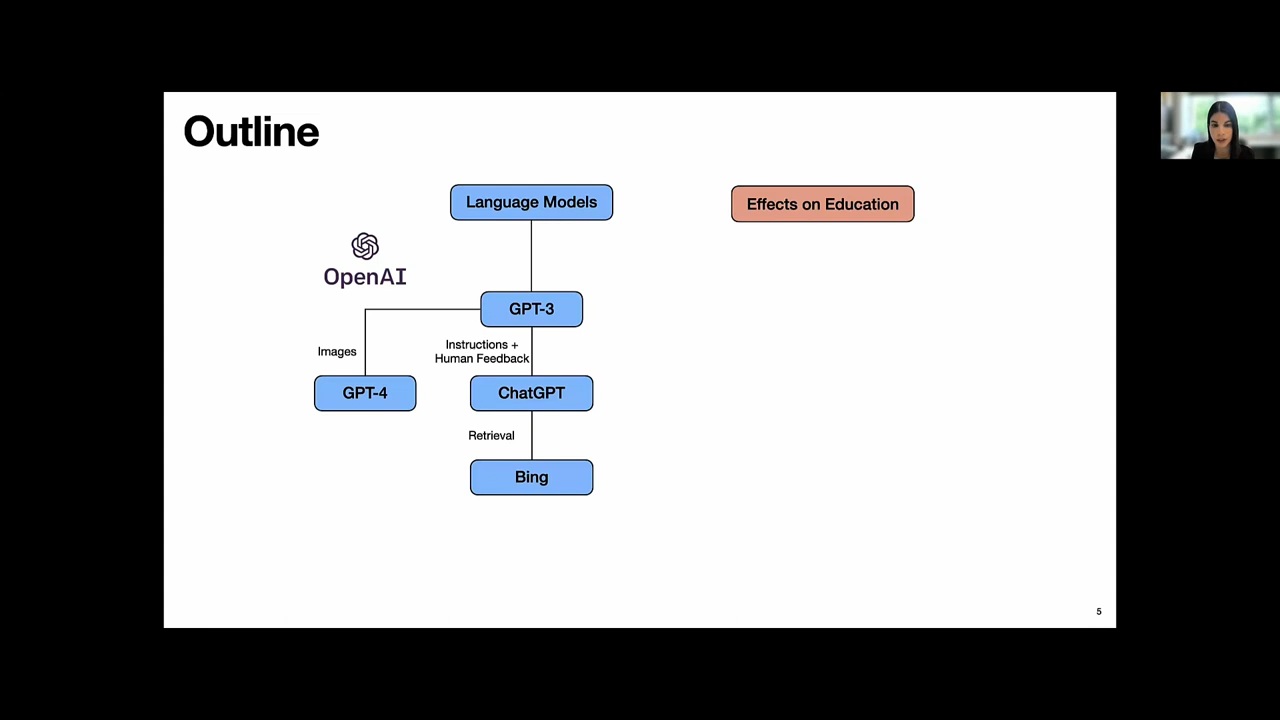 Outline
Language Models
Effects on Education
OpenAI
GPT-3
Images
Instructions +
Human Feedback
GPT-4
ChatGPT
Retrieval
Bing
5